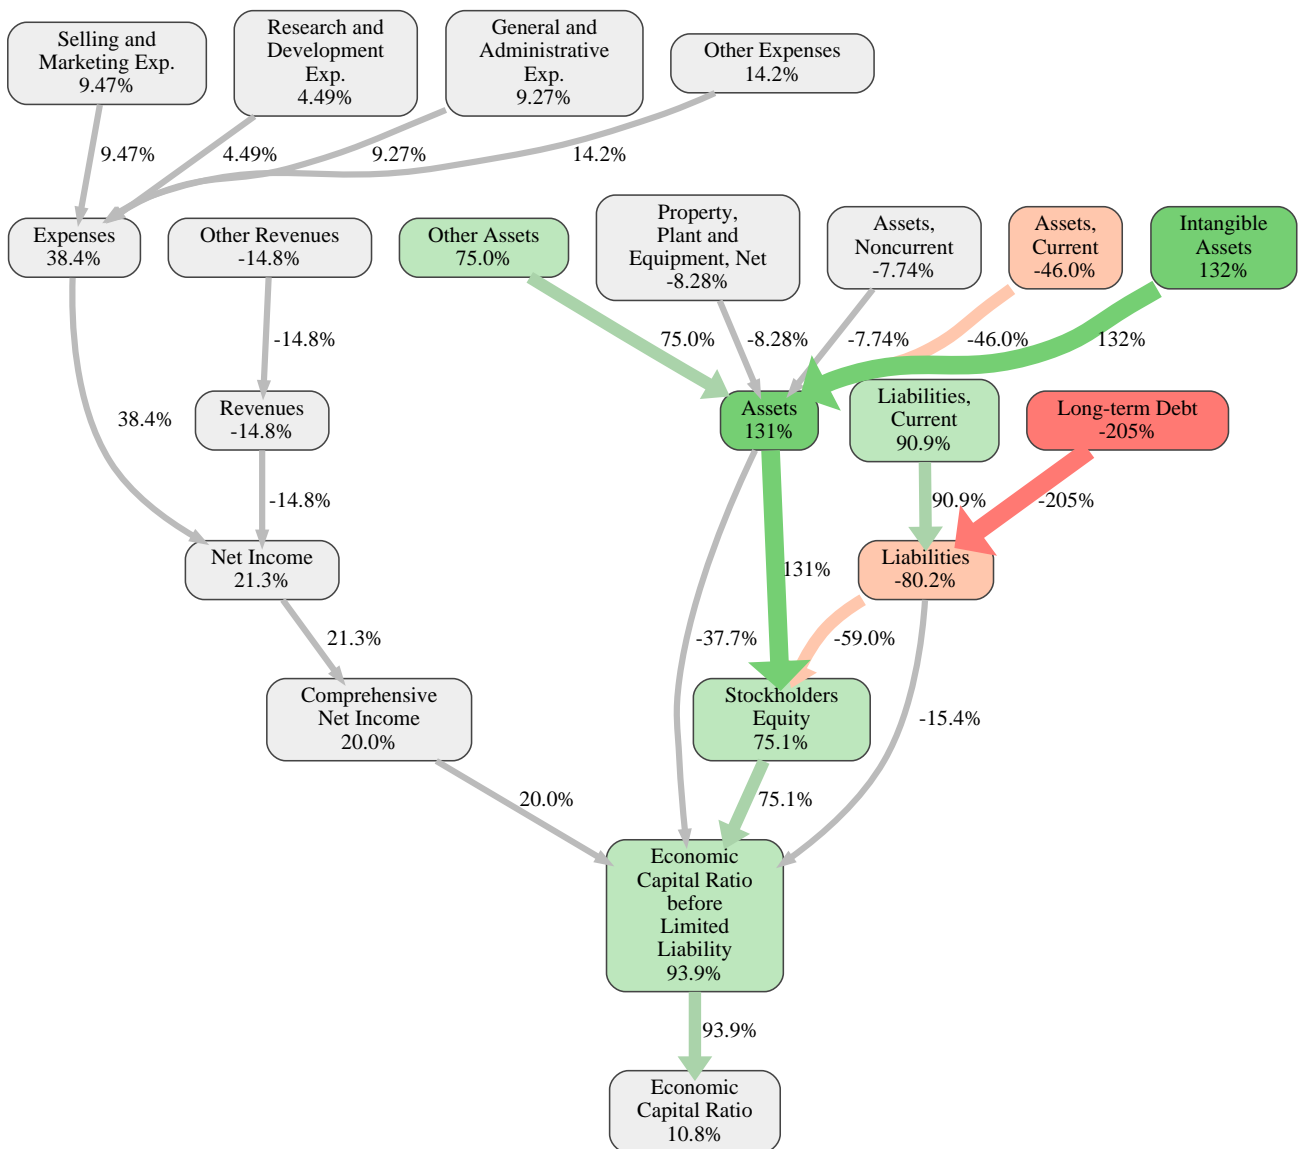 Selling and
Marketing Exp.
9.47%
Research and
Development
Exp.
4.49%
General and
Administrative
Exp.
9.27%
Other Expenses
14.2%
9.47%
4.49%
9.27%
14.2%
Expenses
38.4%
Other Revenues
-14.8%
Other Assets
75.0%
Property,
Plant and
Equipment, Net
-8.28%
Assets,
Noncurrent
-7.74%
Assets,
Current
-46.0%
Intangible
Assets
132%
-14.8%
75.0%
-8.28%
-7.74%
-46.0%
132%
38.4%
Revenues
-14.8%
Assets
131%
Liabilities,
Current
90.9%
Long-term Debt
-205%
-14.8%
90.9%
-205%
Net Income
21.3%
131%
Liabilities
-80.2%
21.3%
-37.7%
-59.0%
Comprehensive
Net Income
20.0%
Stockholders
Equity
75.1%
-15.4%
20.0%
75.1%
Economic
Capital Ratio
before
Limited
Liability
93.9%
93.9%
Economic
Capital Ratio
10.8%